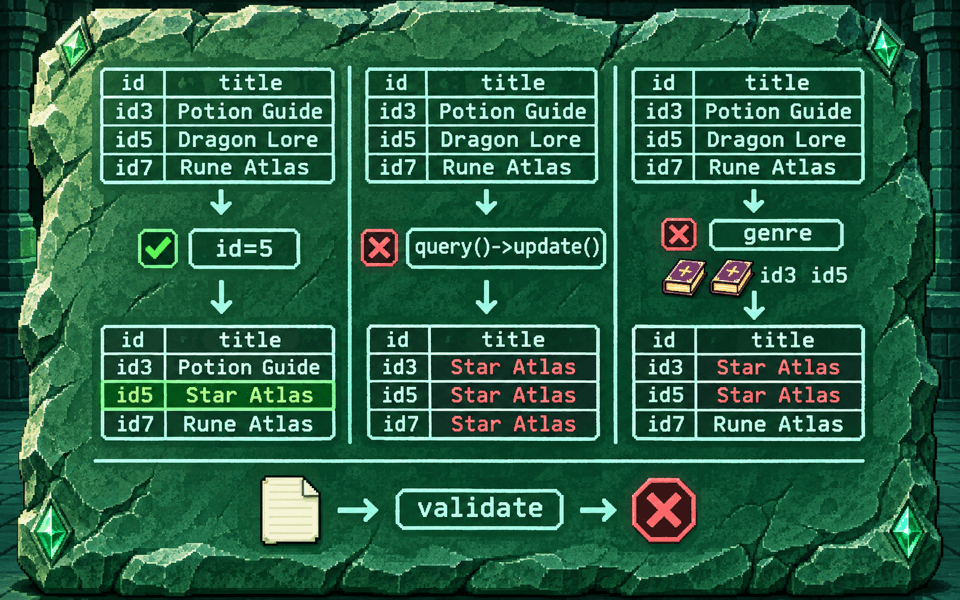 id title
id3 Potion Guide
id5 Dragon Lore
id7 Rune Atlas
id=5
id title
id3 Potion Guide
id5 Star Atlas
id7 Rune Atlas
id title
id3 Potion Guide
id5 Dragon Lore
id7 Rune Atlas
query()->update()
id title
id3 Star Atlas
id5 Star Atlas
id7 Star Atlas
id title
id3 Potion Guide
id5 Dragon Lore
id7 Rune Atlas
genre
id3 id5
id title
id3 Star Atlas
id5 Star Atlas
id7 Rune Atlas
validate